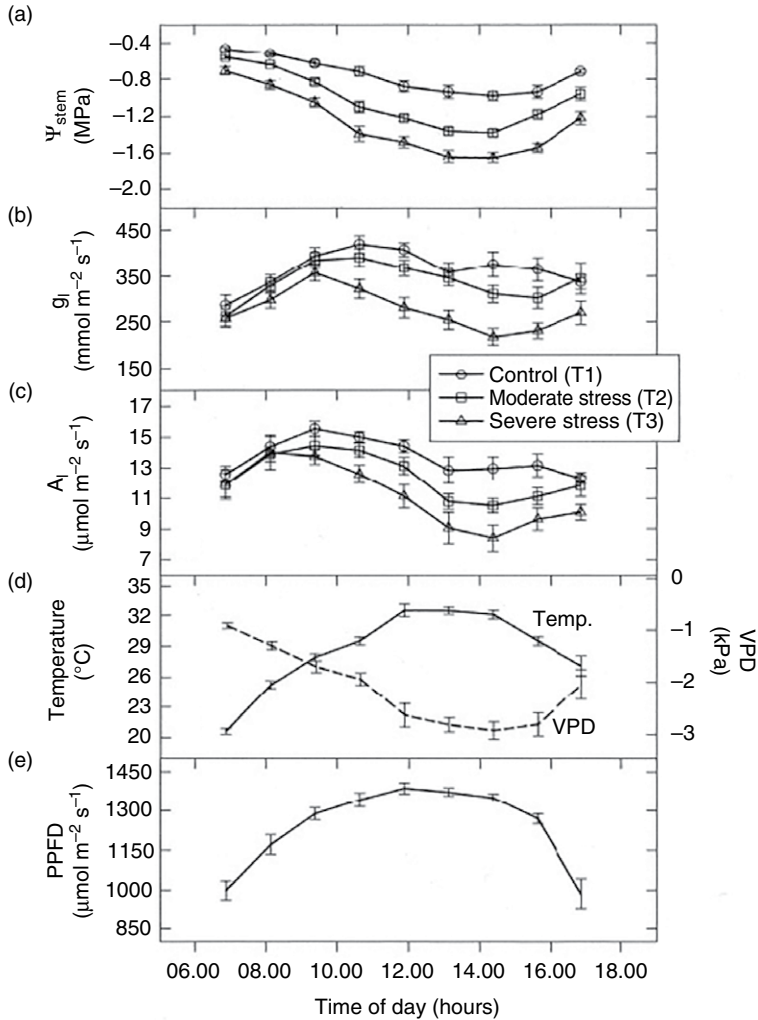 (a)
−0.4
−0.8
−1.2
−1.6
−2.0
Ψstem
(MPa)
(b)
450
350
250
150
gl
(mmol m−2 s−1)
Control (T1)
Moderate stress (T2)
Severe stress (T3)
(c)
17
15
13
11
9
7
Al
(μmol m−2 s−1)
(d)
35
32
29
26
23
20
Temperature
(°C)
Temp.
VPD
0
−1
−2
−3
VPD
(kPa)
(e)
1450
1300
1150
1000
850
PPFD
(μmol m−2 s−1)
06.00 08.00 10.00 12.00 14.00 16.00 18.00
Time of day (hours)